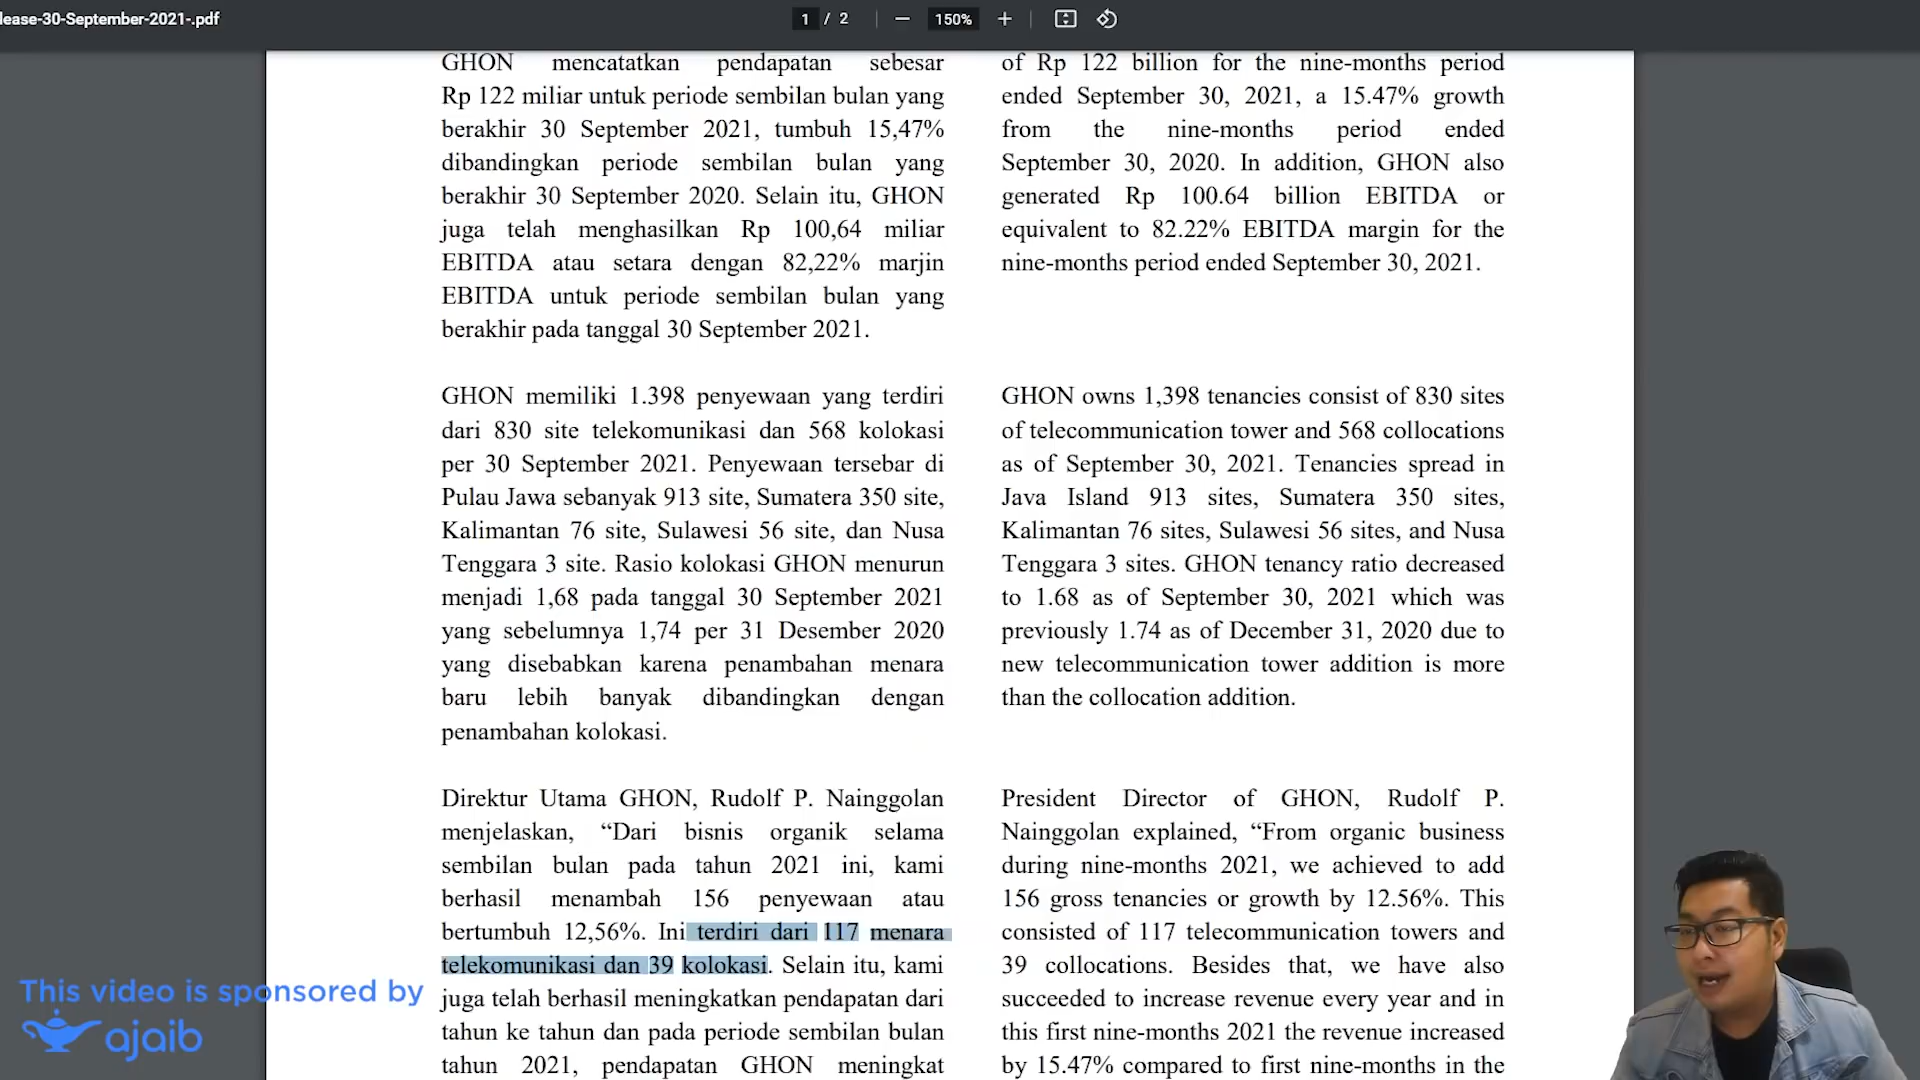 lease-30-September-2021-.pdf
1 / 2
150%
GHON mencatatkan pendapatan sebesar
Rp 122 miliar untuk periode sembilan bulan yang
berakhir 30 September 2021, tumbuh 15,47%
dibandingkan periode sembilan bulan yang
berakhir 30 September 2020. Selain itu, GHON
juga telah menghasilkan Rp 100,64 miliar
EBITDA atau setara dengan 82,22% marjin
EBITDA untuk periode sembilan bulan yang
berakhir pada tanggal 30 September 2021.
GHON memiliki 1.398 penyewaan yang terdiri
dari 830 site telekomunikasi dan 568 kolokasi
per 30 September 2021. Penyewaan tersebar di
Pulau Jawa sebanyak 913 site, Sumatera 350 site,
Kalimantan 76 site, Sulawesi 56 site, dan Nusa
Tenggara 3 site. Rasio kolokasi GHON menurun
menjadi 1,68 pada tanggal 30 September 2021
yang sebelumnya 1,74 per 31 Desember 2020
yang disebabkan karena penambahan menara
baru lebih banyak dibandingkan dengan
penambahan kolokasi.
Direktur Utama GHON, Rudolf P. Nainggolan
menjelaskan, “Dari bisnis organik selama
sembilan bulan pada tahun 2021 ini, kami
berhasil menambah 156 penyewaan atau
bertumbuh 12,56%. Ini terdiri dari 117 menara
telekomunikasi dan 39 kolokasi. Selain itu, kami
juga telah berhasil meningkatkan pendapatan dari
tahun ke tahun dan pada periode sembilan bulan
tahun 2021, pendapatan GHON meningkat
of Rp 122 billion for the nine-months period
ended September 30, 2021, a 15.47% growth
from the nine-months period ended
September 30, 2020. In addition, GHON also
generated Rp 100.64 billion EBITDA or
equivalent to 82.22% EBITDA margin for the
nine-months period ended September 30, 2021.
GHON owns 1,398 tenancies consist of 830 sites
of telecommunication tower and 568 collocations
as of September 30, 2021. Tenancies spread in
Java Island 913 sites, Sumatera 350 sites,
Kalimantan 76 sites, Sulawesi 56 sites, and Nusa
Tenggara 3 sites. GHON tenancy ratio decreased
to 1.68 as of September 30, 2021 which was
previously 1.74 as of December 31, 2020 due to
new telecommunication tower addition is more
than the collocation addition.
President Director of GHON, Rudolf P.
Nainggolan explained, “From organic business
during nine-months 2021, we achieved to add
156 gross tenancies or growth by 12.56%. This
consisted of 117 telecommunication towers and
39 collocations. Besides that, we have also
succeeded to increase revenue every year and in
this first nine-months 2021 the revenue increased
by 15.47% compared to first nine-months in the
This video is sponsored by
ajaib